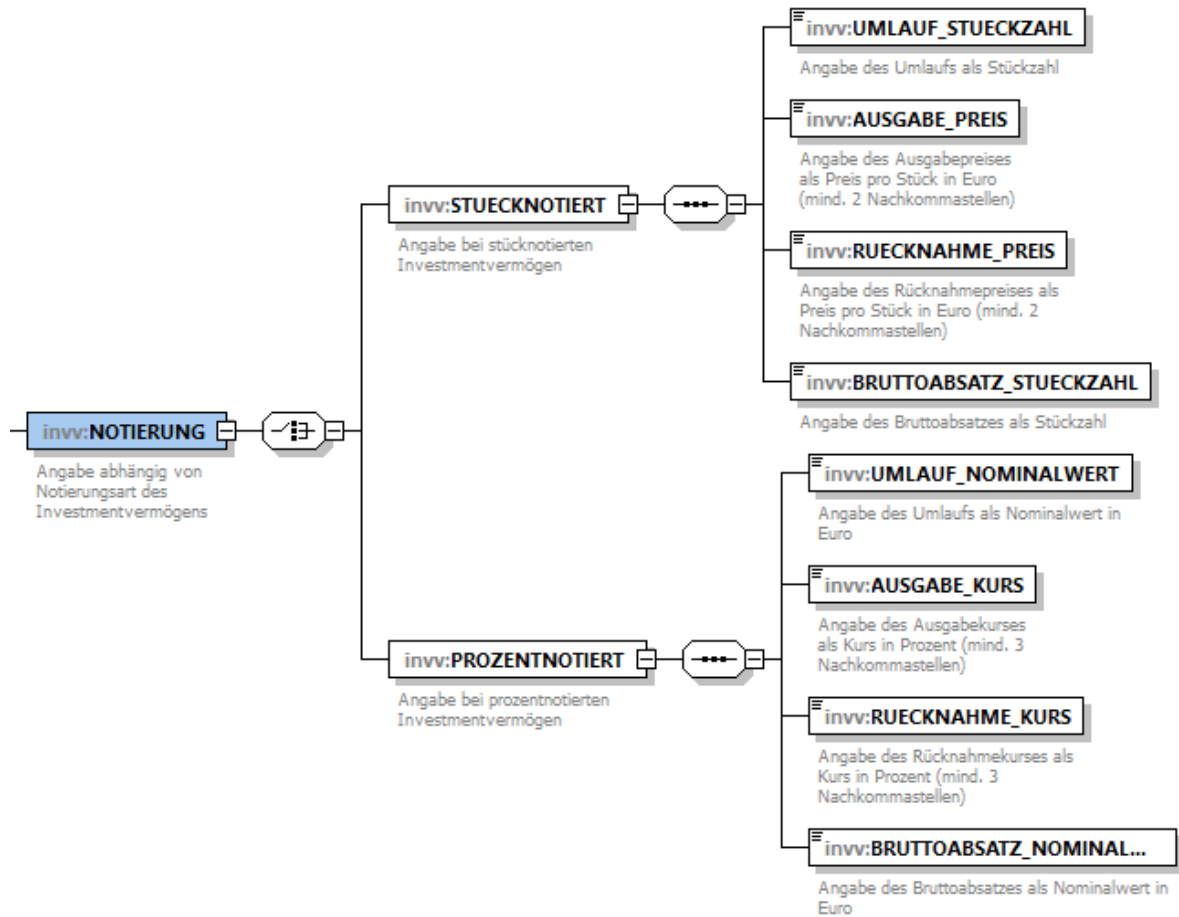 invv:NOTIERUNG
Angabe abhängig von
Notierungsart des
Investmentvermögens
invv:STUECKNOTIERT
Angabe bei stücknotierten
Investmentvermögen
invv:UMLAUF_STUECKZAHL
Angabe des Umlaufs als Stückzahl
invv:AUSGABE_PREIS
Angabe des Ausgabepreises
als Preis pro Stück in Euro
(mind. 2 Nachkommastellen)
invv:RUECKNAHME_PREIS
Angabe des Rücknahmepreises als
Preis pro Stück in Euro (mind. 2
Nachkommastellen)
invv:BRUTTOABSATZ_STUECKZAHL
Angabe des Bruttoabsatzes als Stückzahl
invv:PROZENTNOTIERT
Angabe bei prozentnotierten
Investmentvermögen
invv:UMLAUF_NOMINALWERT
Angabe des Umlaufs als Nominalwert in
Euro
invv:AUSGABE_KURS
Angabe des Ausgabekurses
als Kurs in Prozent (mind. 3
Nachkommastellen)
invv:RUECKNAHME_KURS
Angabe des Rücknahmekurses als
Kurs in Prozent (mind. 3
Nachkommastellen)
invv:BRUTTOABSATZ_NOMINAL...
Angabe des Bruttoabsatzes als Nominalwert in
Euro